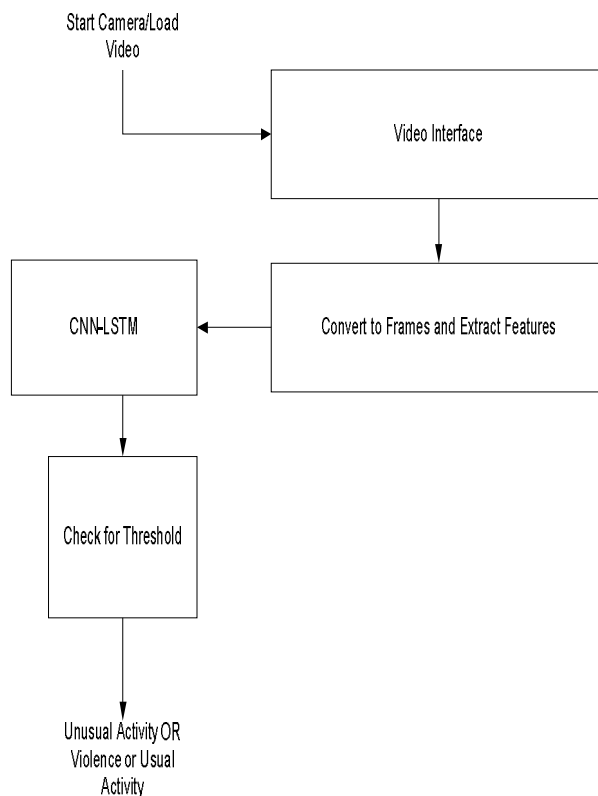 Start Camera/Load
Video
Video Interface
Convert to Frames and Extract Features
CNN-LSTM
Check for Threshold
Unusual Activity OR
Violence or Usual
Activity